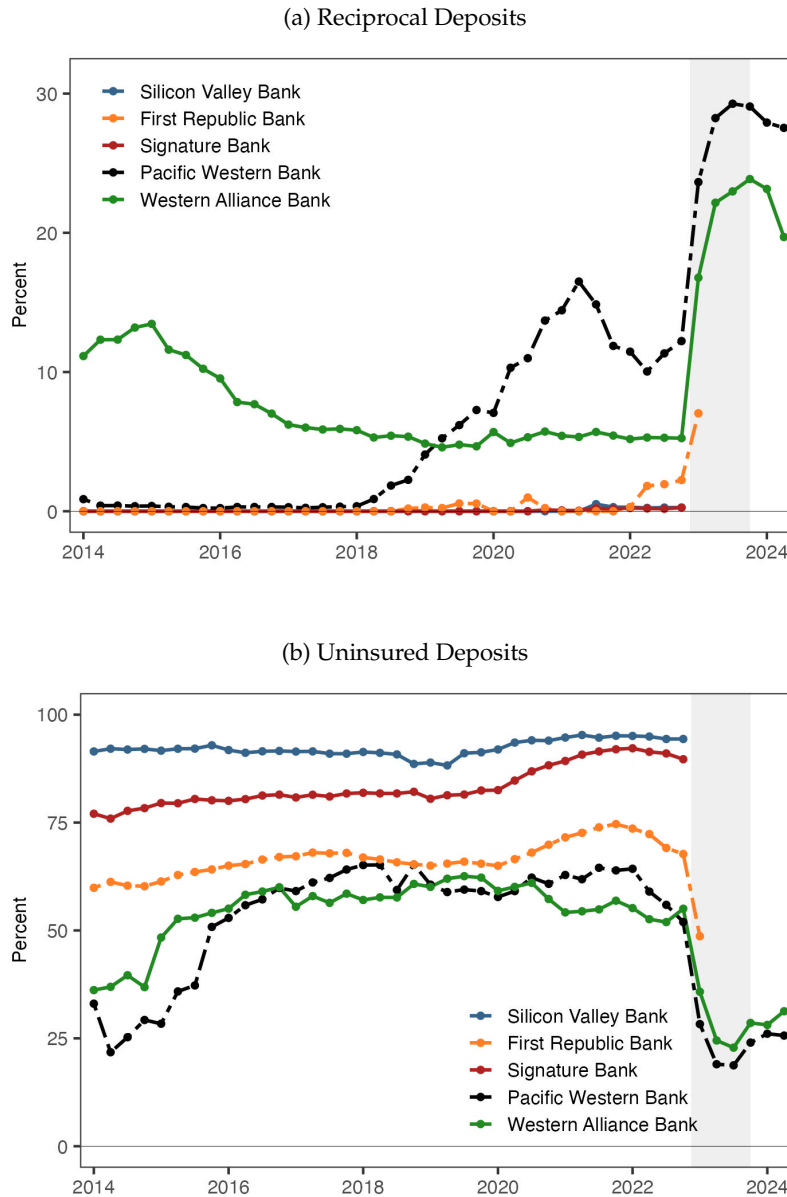 (a) Reciprocal Deposits
30
20
10
0
Percent
Silicon Valley Bank
First Republic Bank
Signature Bank
Pacific Western Bank
Western Alliance Bank
2014 2016 2018 2020 2022 2024
(b) Uninsured Deposits
100
75
50
25
0
Percent
Silicon Valley Bank
First Republic Bank
Signature Bank
Pacific Western Bank
Western Alliance Bank
2014 2016 2018 2020 2022 2024